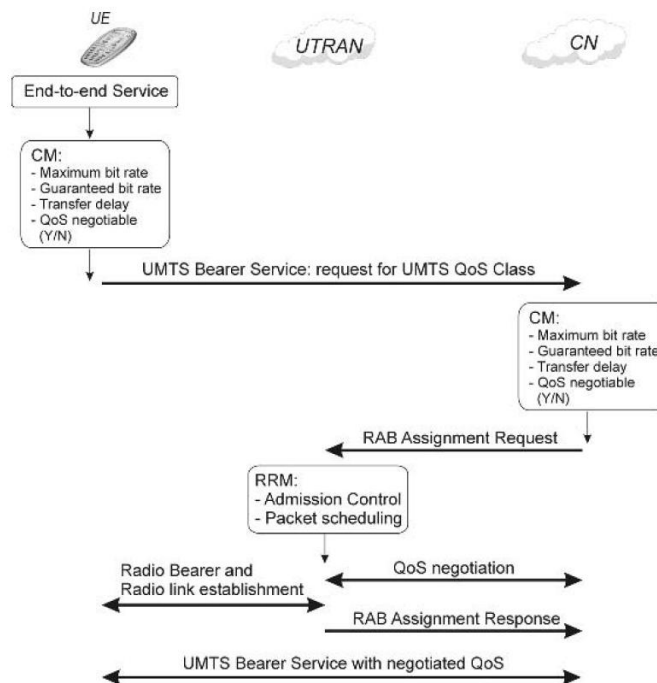 UE
UTRAN
CN
End-to-end Service
CM:
- Maximum bit rate
- Guaranteed bit rate
- Transfer delay
- QoS negotiable
(Y/N)
UMTS Bearer Service: request for UMTS QoS Class
CM:
- Maximum bit rate
- Guaranteed bit rate
- Transfer delay
- QoS negotiable
(Y/N)
RAB Assignment Request
RRM:
- Admission Control
- Packet scheduling
Radio Bearer and
Radio link establishment
QoS negotiation
RAB Assignment Response
UMTS Bearer Service with negotiated QoS